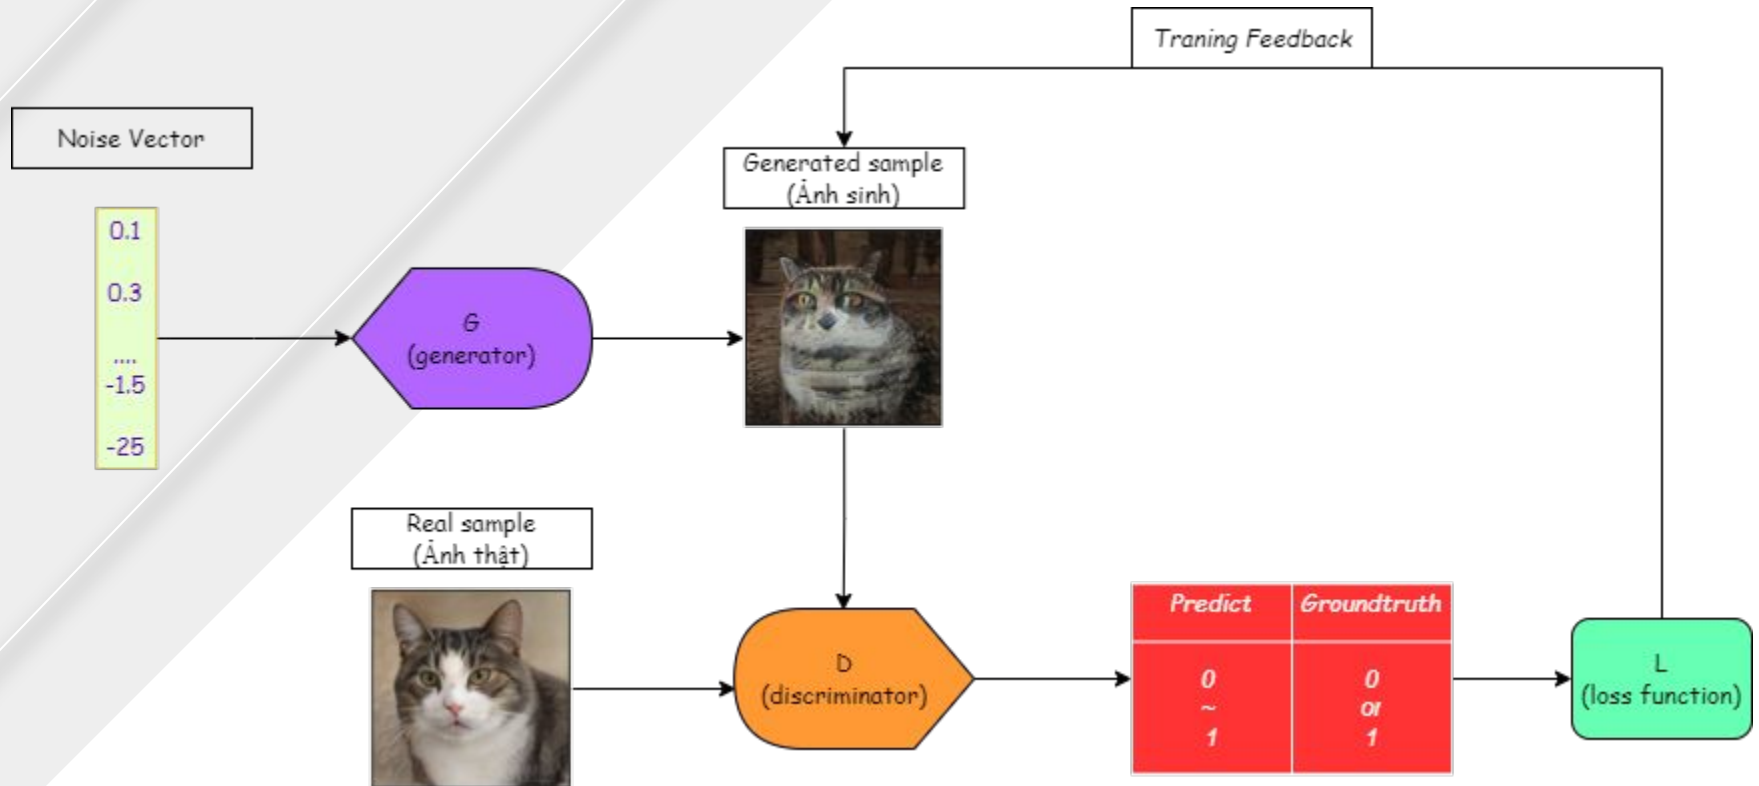 Traning Feedback
Noise Vector
0.1
0.3
....
-1.5
-25
G
(generator)
Generated sample
(Ảnh sinh)
Real sample
(Ảnh thật)
D
(discriminator)
Predict Groundtruth
0 0
~ or
1 1
L
(loss function)